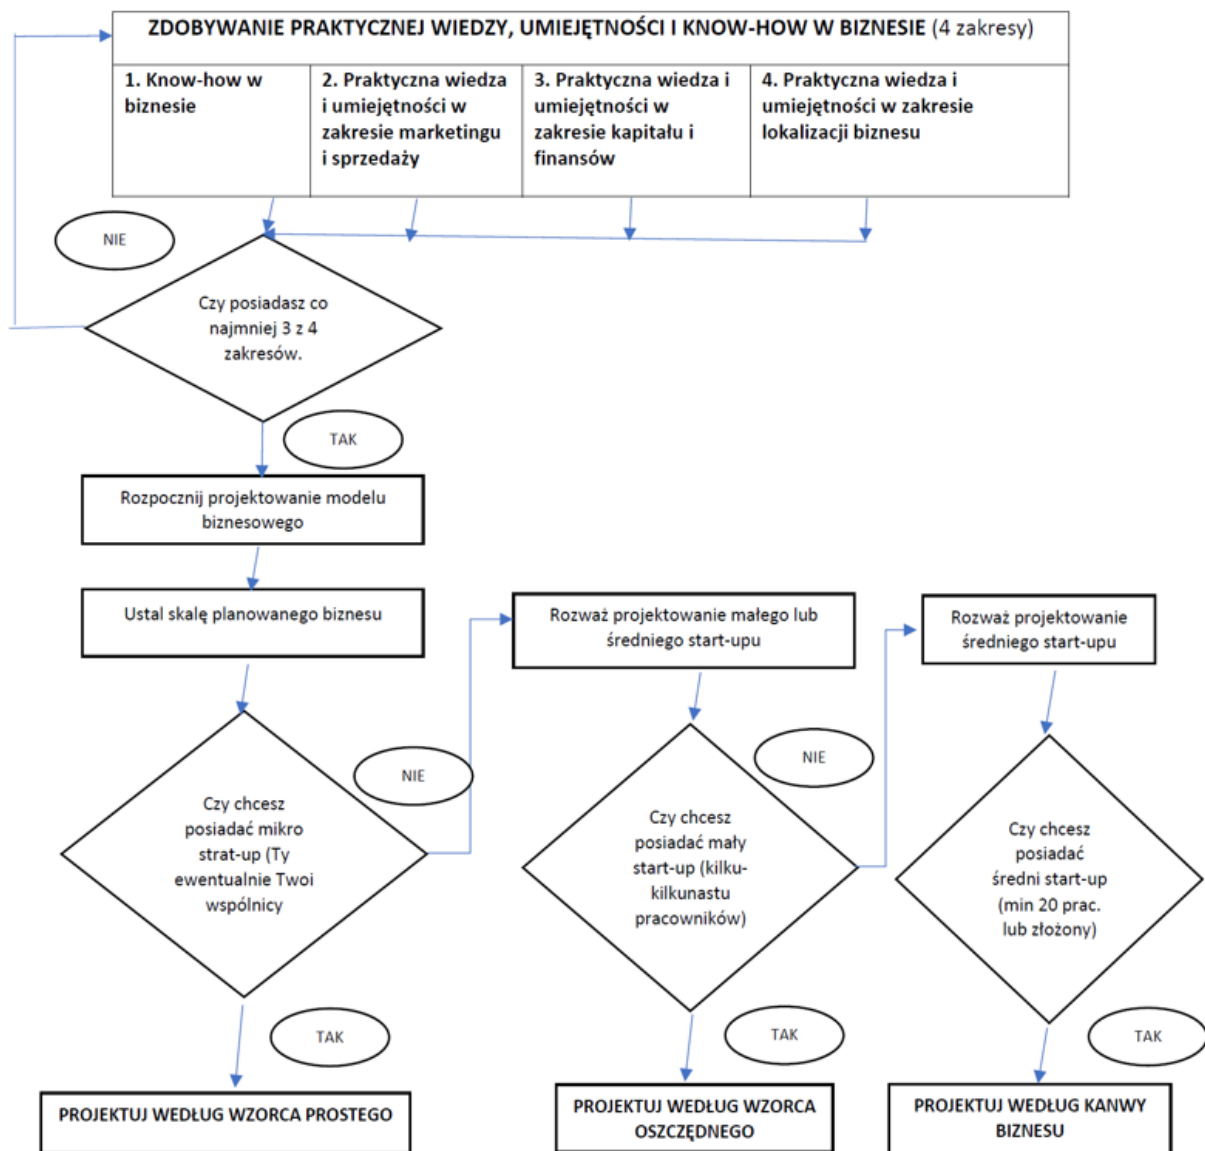 ZDOBYWANIE PRAKTYCZNEJ WIEDZY, UMIEJĘTNOŚCI I KNOW-HOW W BIZNESIE (4 zakresy)
1. Know-how w
biznesie
2. Praktyczna wiedza
i umiejętności w
zakresie marketingu
i sprzedaży
3. Praktyczna wiedza i
umiejętności w
zakresie kapitału i
finansów
4. Praktyczna wiedza i
umiejętności w zakresie
lokalizacji biznesu
NIE
Czy posiadasz co
najmniej 3 z 4
zakresów.
TAK
Rozpocznij projektowanie modelu
biznesowego
Ustal skalę planowanego biznesu
Rozważ projektowanie małego lub
średniego start-upu
Rozważ projektowanie
średniego start-upu
NIE
NIE
Czy chcesz
posiadać mikro
strat-up (Ty
ewentualnie Twoi
wspólnicy
Czy chcesz
posiadać mały
start-up (kilku-
kilkunastu
pracowników)
Czy chcesz
posiadać
średni start-up
(min 20 prac.
lub złożony)
TAK
TAK
TAK
PROJEKTUJ WEDŁUG WZORCA PROSTEGO
PROJEKTUJ WEDŁUG WZORCA
OSZCZĘDNEGO
PROJEKTUJ WEDŁUG KANWY
BIZNESU